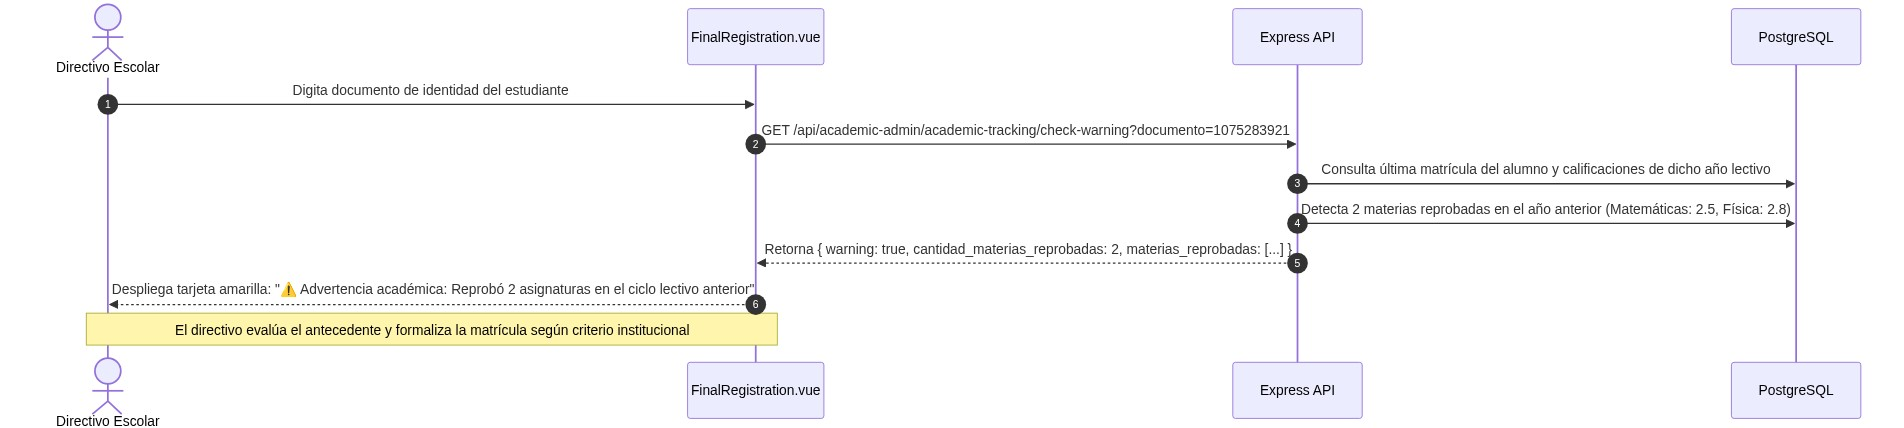 Directivo Escolar
FinalRegistration.vue
Express API
PostgreSQL
Digita documento de identidad del estudiante
1
GET /api/academic-admin/academic-tracking/check-warning?documento=1075283921
2
Consulta última matrícula del alumno y calificaciones de dicho año lectivo
3
Detecta 2 materias reprobadas en el año anterior (Matemáticas: 2.5, Física: 2.8)
4
Retorna { warning: true, cantidad_materias_reprobadas: 2, materias_reprobadas: [...] }
5
Despliega tarjeta amarilla: "⚠️ Advertencia académica: Reprobó 2 asignaturas en el ciclo lectivo anterior"
6
El directivo evalúa el antecedente y formaliza la matrícula según criterio institucional
Directivo Escolar
FinalRegistration.vue
Express API
PostgreSQL